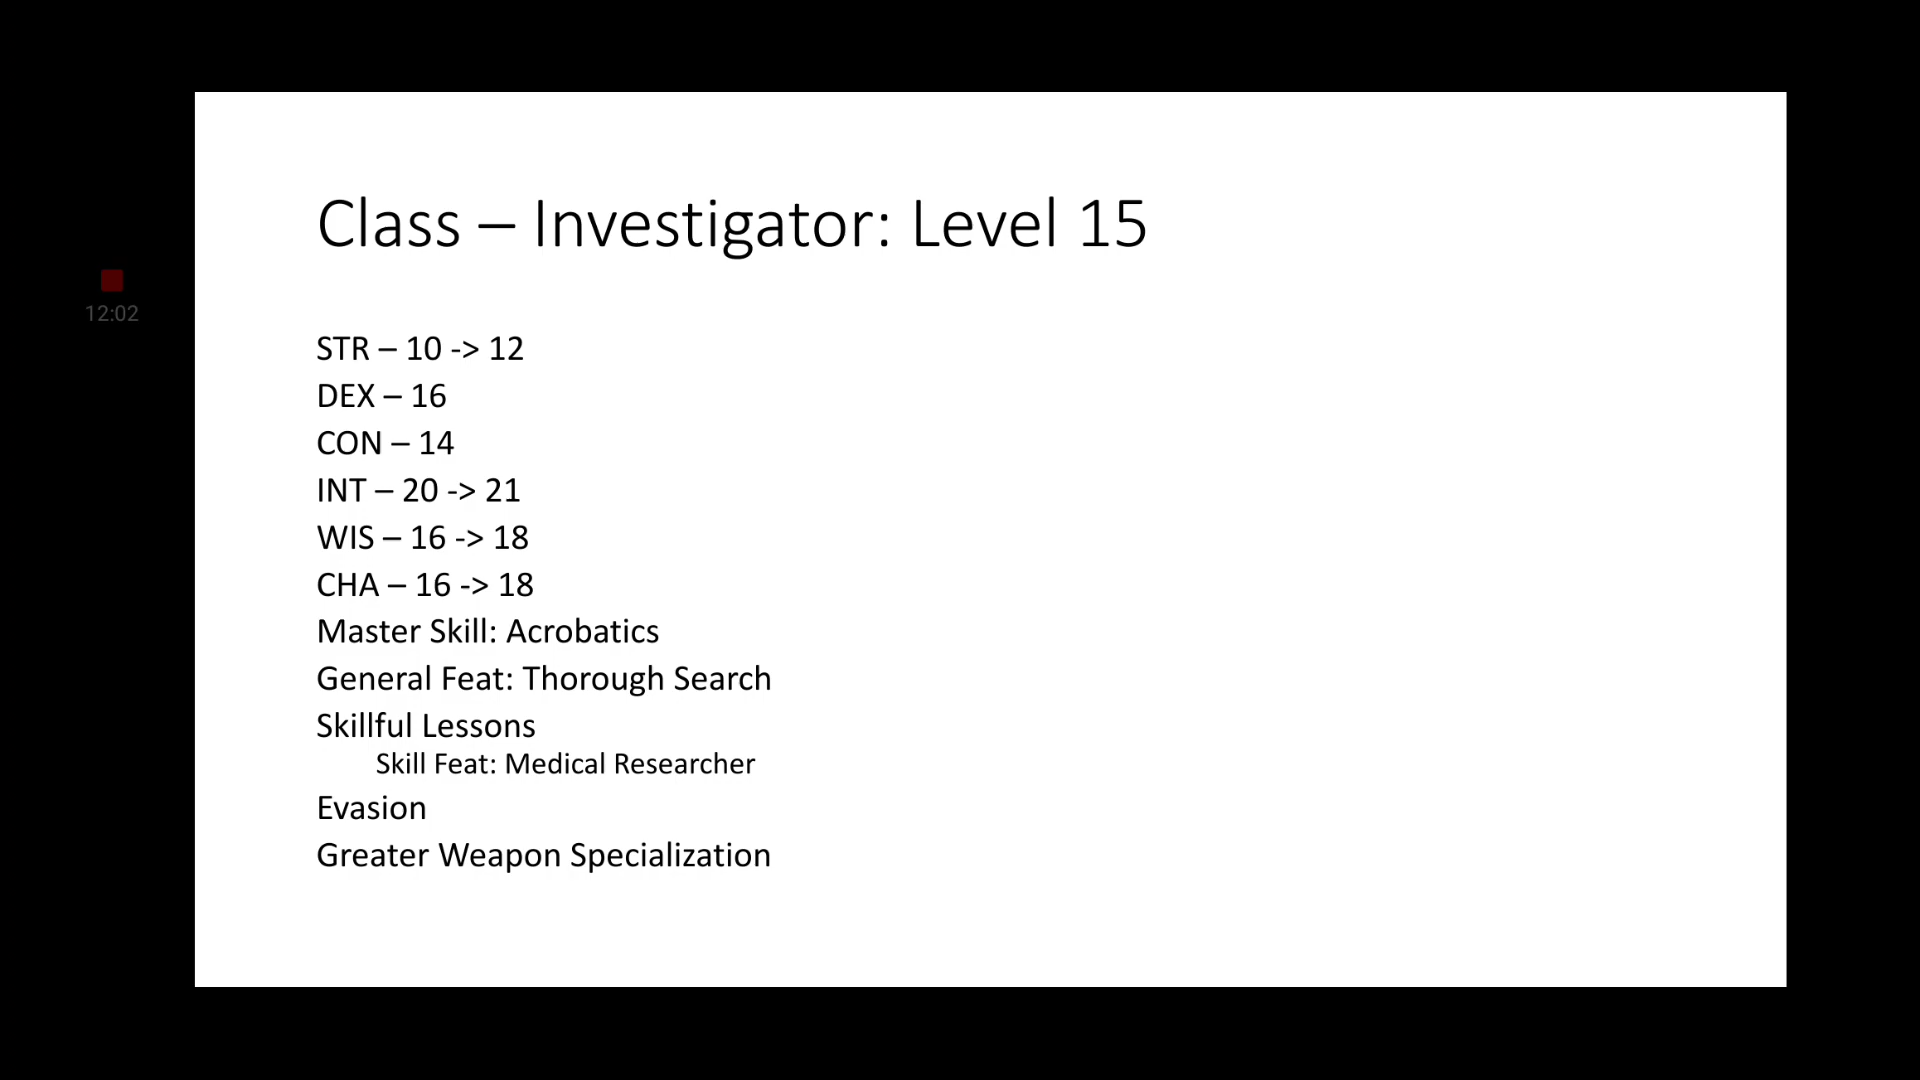 Class – Investigator: Level 15
12:02
STR – 10 -> 12
DEX – 16
CON – 14
INT – 20 -> 21
WIS – 16 -> 18
CHA – 16 -> 18
Master Skill: Acrobatics
General Feat: Thorough Search
Skillful Lessons
Skill Feat: Medical Researcher
Evasion
Greater Weapon Specialization